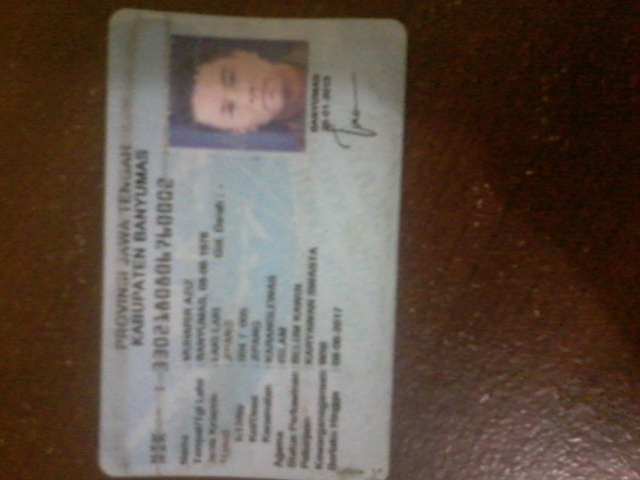 PROVINSI JAWA TENGAH
KABUPATEN BANYUMAS
NIK : 3302180806760002
Nama : AZIZ
Tempat/Tgl Lahir : BANYUMAS, 08-06-1976
Jenis Kelamin : LAKI-LAKI Gol. Darah : -
Alamat : JIPANG
RT/RW : 004 / 005
Kel/Desa : JIPANG
Kecamatan : KARANGLEWAS
Agama : ISLAM
Status Perkawinan : BELUM KAWIN
Pekerjaan : KARYAWAN SWASTA
Kewarganegaraan : WNI
Berlaku Hingga : 08-06-2017
BANYUMAS
-01-2013